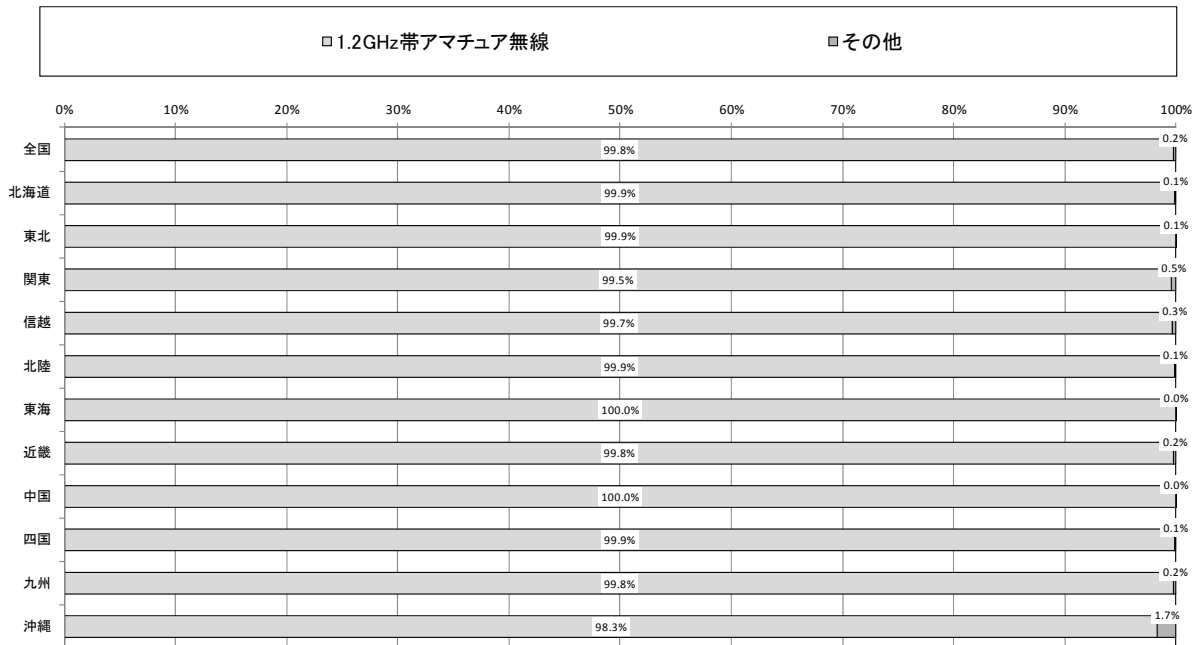 1.2GHz帯アマチュア無線 その他
0% 10% 20% 30% 40% 50% 60% 70% 80% 90% 100%
全国 99.8% 0.2%
北海道 99.9% 0.1%
東北 99.9% 0.1%
関東 99.5% 0.5%
信越 99.7% 0.3%
北陸 99.9% 0.1%
東海 100.0% 0.0%
近畿 99.8% 0.2%
中国 100.0% 0.0%
四国 99.9% 0.1%
九州 99.8% 0.2%
沖縄 98.3% 1.7%